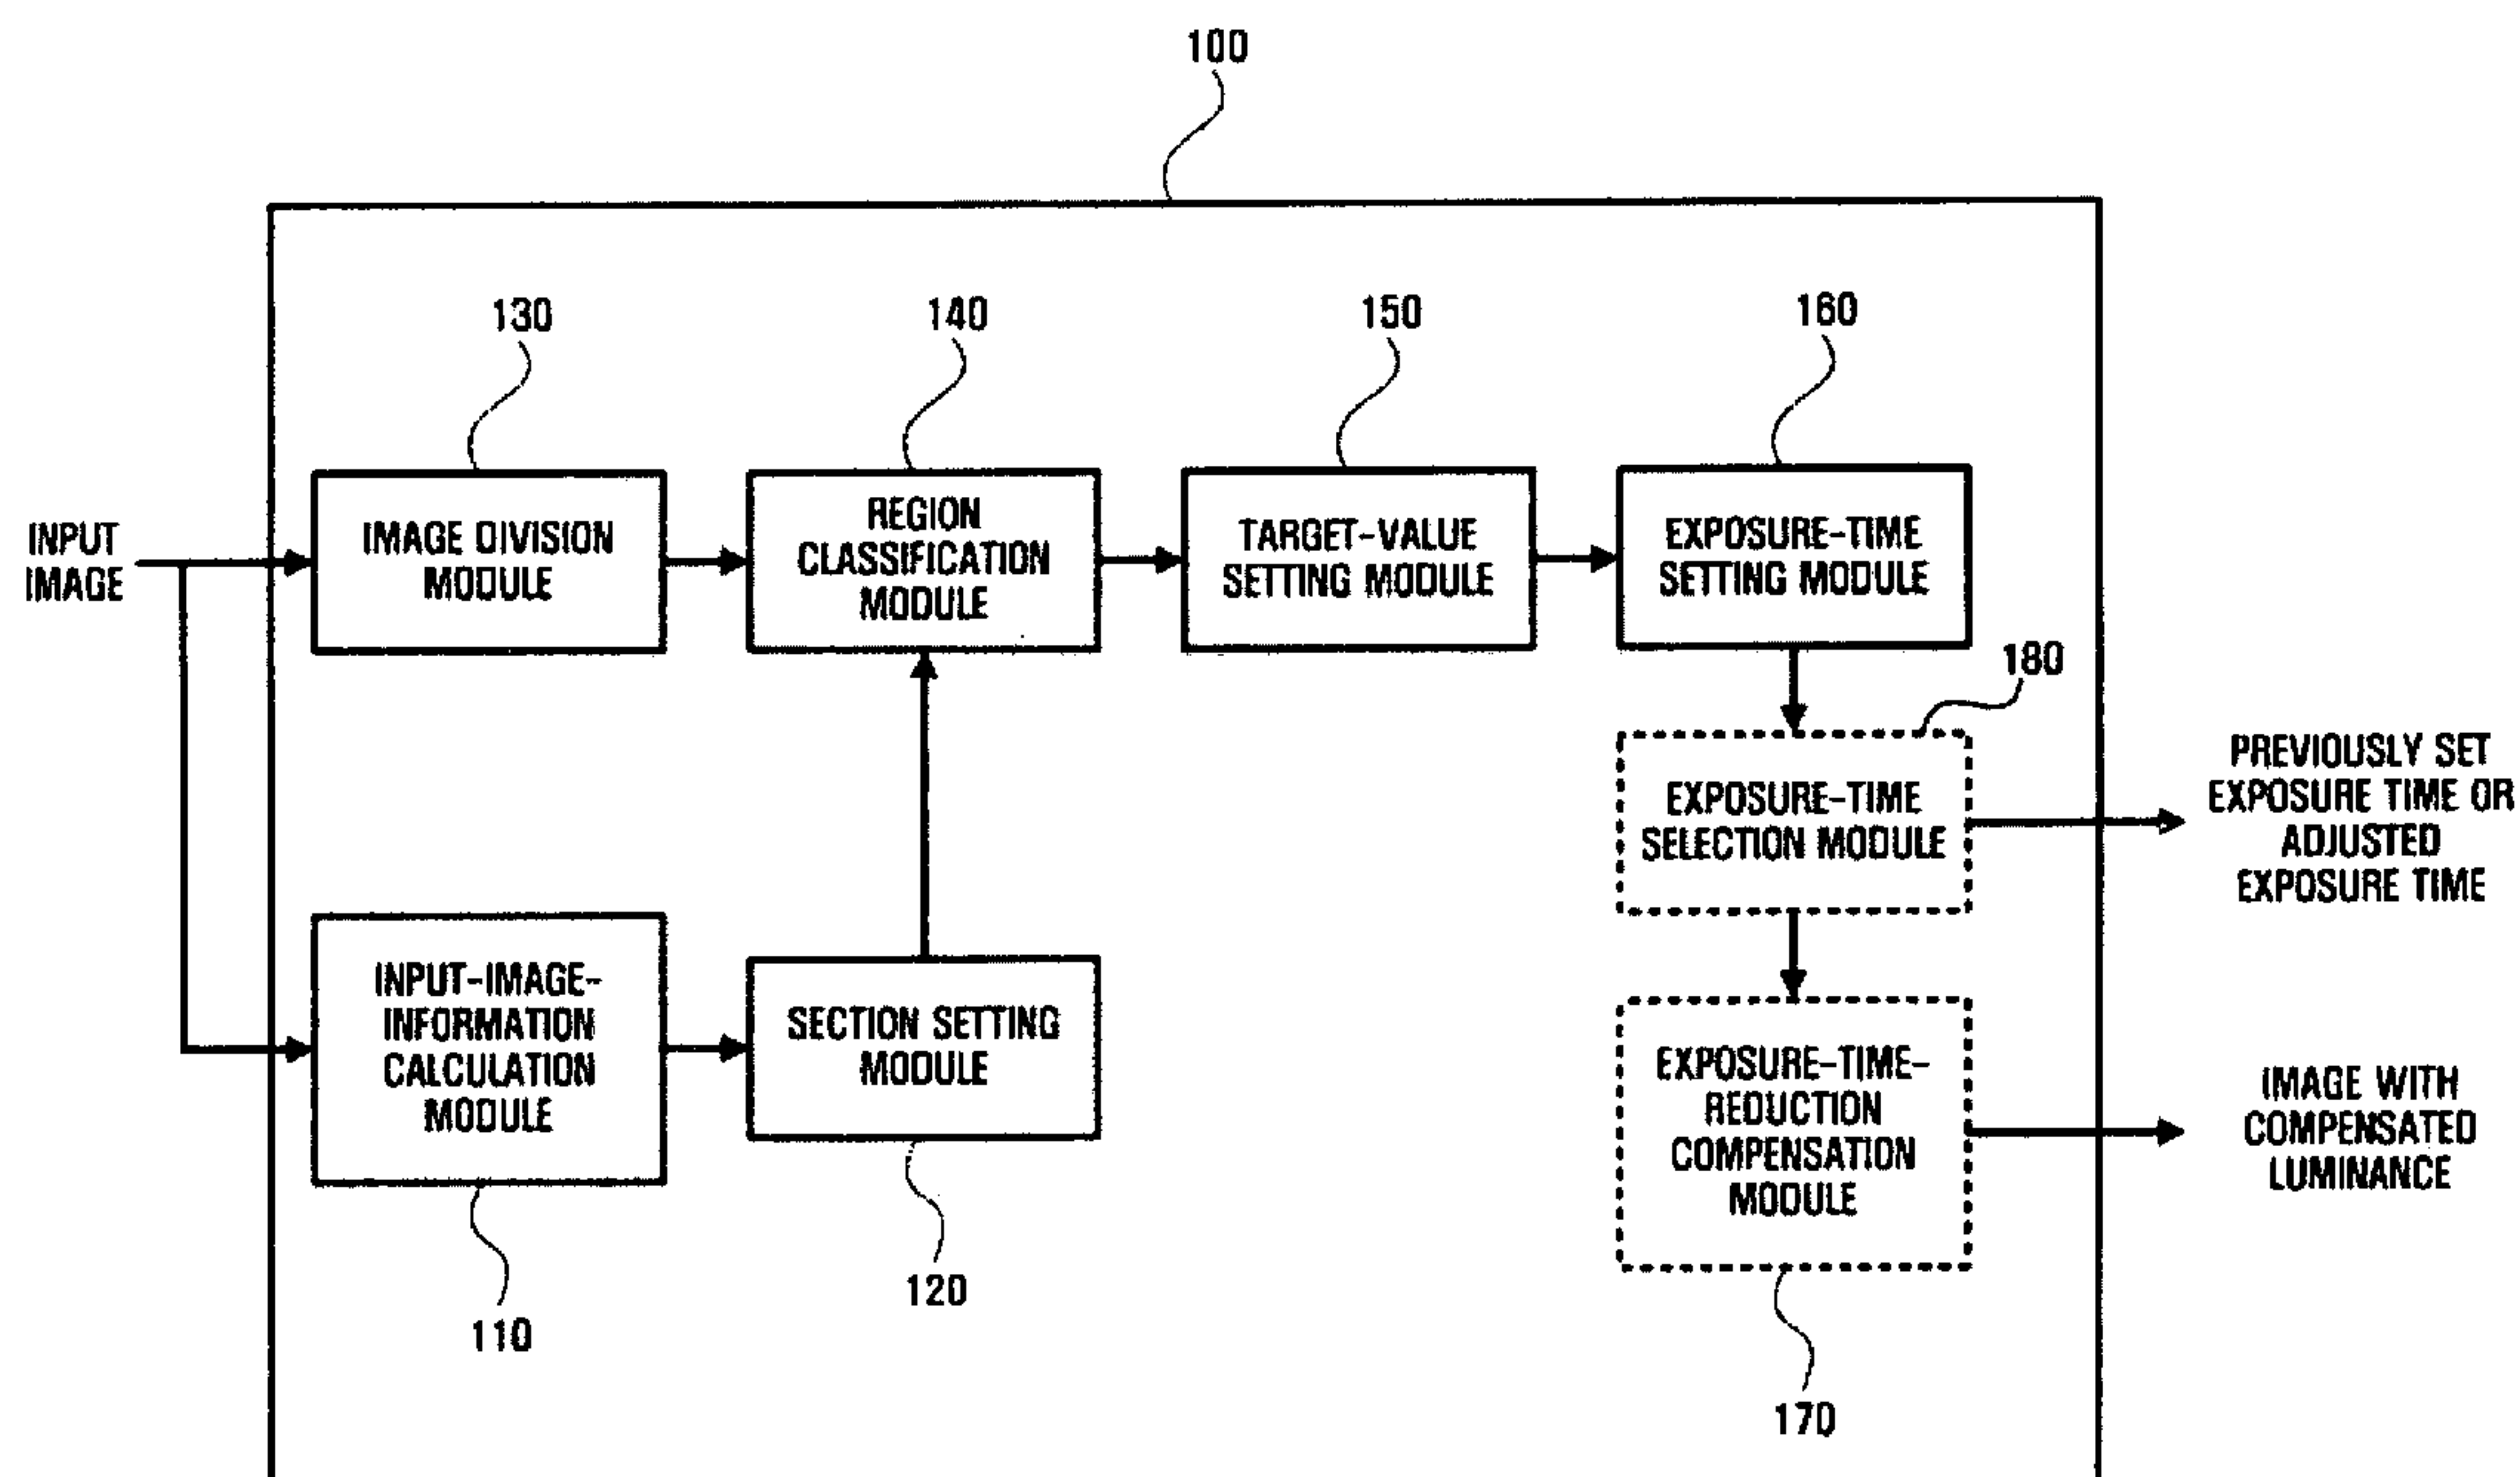 100
130
140
150
160
INPUT
IMAGE
IMAGE DIVISION
MODULE
REGION
CLASSIFICATION
MODULE
TARGET-VALUE
SETTING MODULE
EXPOSURE-TIME
SETTING MODULE
180
EXPOSURE-TIME
SELECTION MODULE
PREVIOUSLY SET
EXPOSURE TIME OR
ADJUSTED
EXPOSURE TIME
INPUT-IMAGE-
INFORMATION
CALCULATION
MODULE
SECTION SETTING
MODULE
EXPOSURE-TIME-
REDUCTION
COMPENSATION
MODULE
IMAGE WITH
COMPENSATED
LUMINANCE
110
120
170